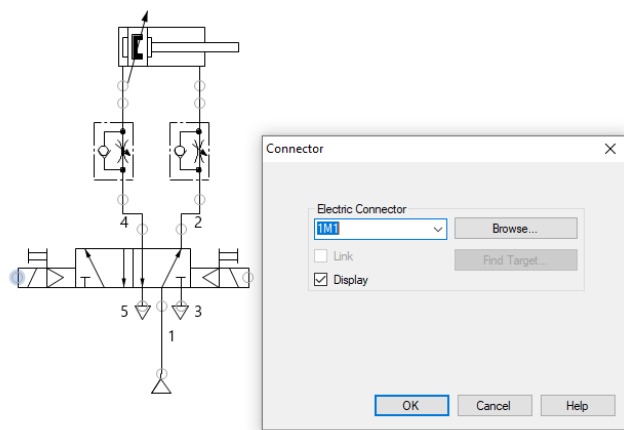 4
2
5
3
1
Connector
Electric Connector
1M1
Browse...
Link
Find Target...
Display
OK
Cancel
Help